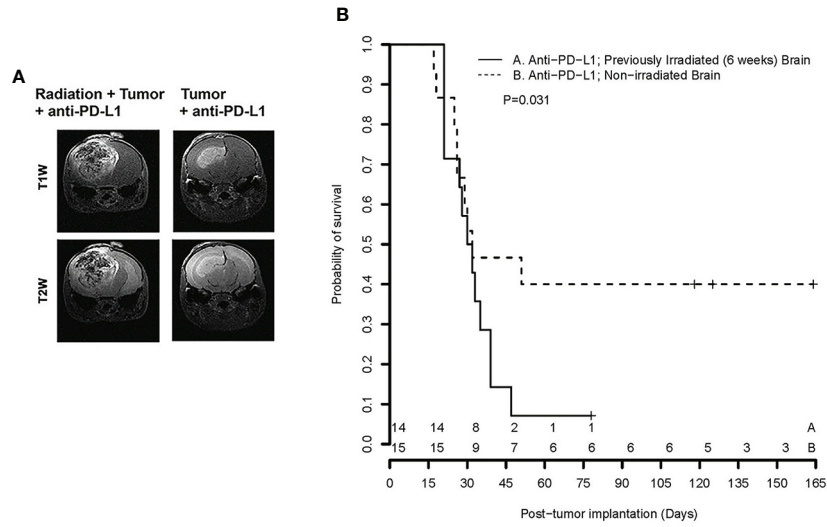 A
Radiation + Tumor
+ anti-PD-L1
Tumor
+ anti-PD-L1
T1W
T2W
B
A. Anti-PD-L1; Previously Irradiated (6 weeks) Brain
B. Anti-PD-L1; Non-irradiated Brain
P=0.031
Probability of survival
1.0
0.9
0.8
0.7
0.6
0.5
0.4
0.3
0.2
0.1
0.0
14 14 8 2 1 1 A
15 15 9 7 6 6 6 6 5 3 3 B
0 15 30 45 60 75 90 105 120 135 150 165
Post-tumor implantation (Days)